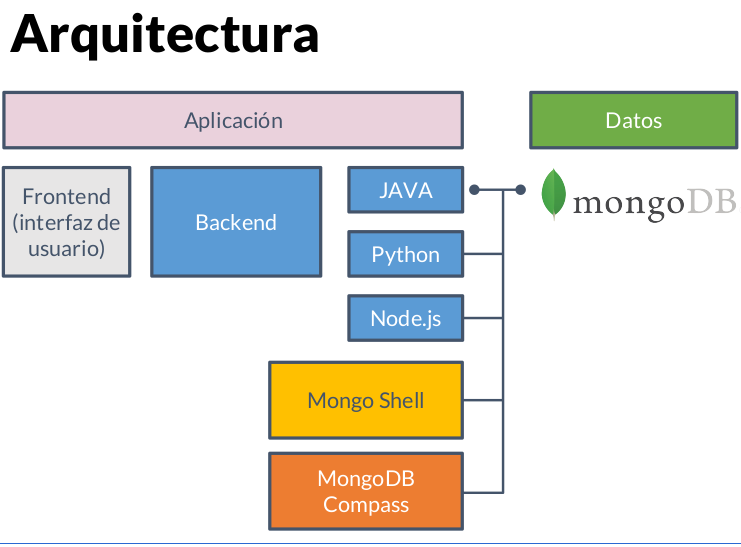 Arquitectura
Aplicación
Datos
Frontend
(interfaz de
usuario)
Backend
JAVA
mongoDB
Python
Node.js
Mongo Shell
MongoDB
Compass